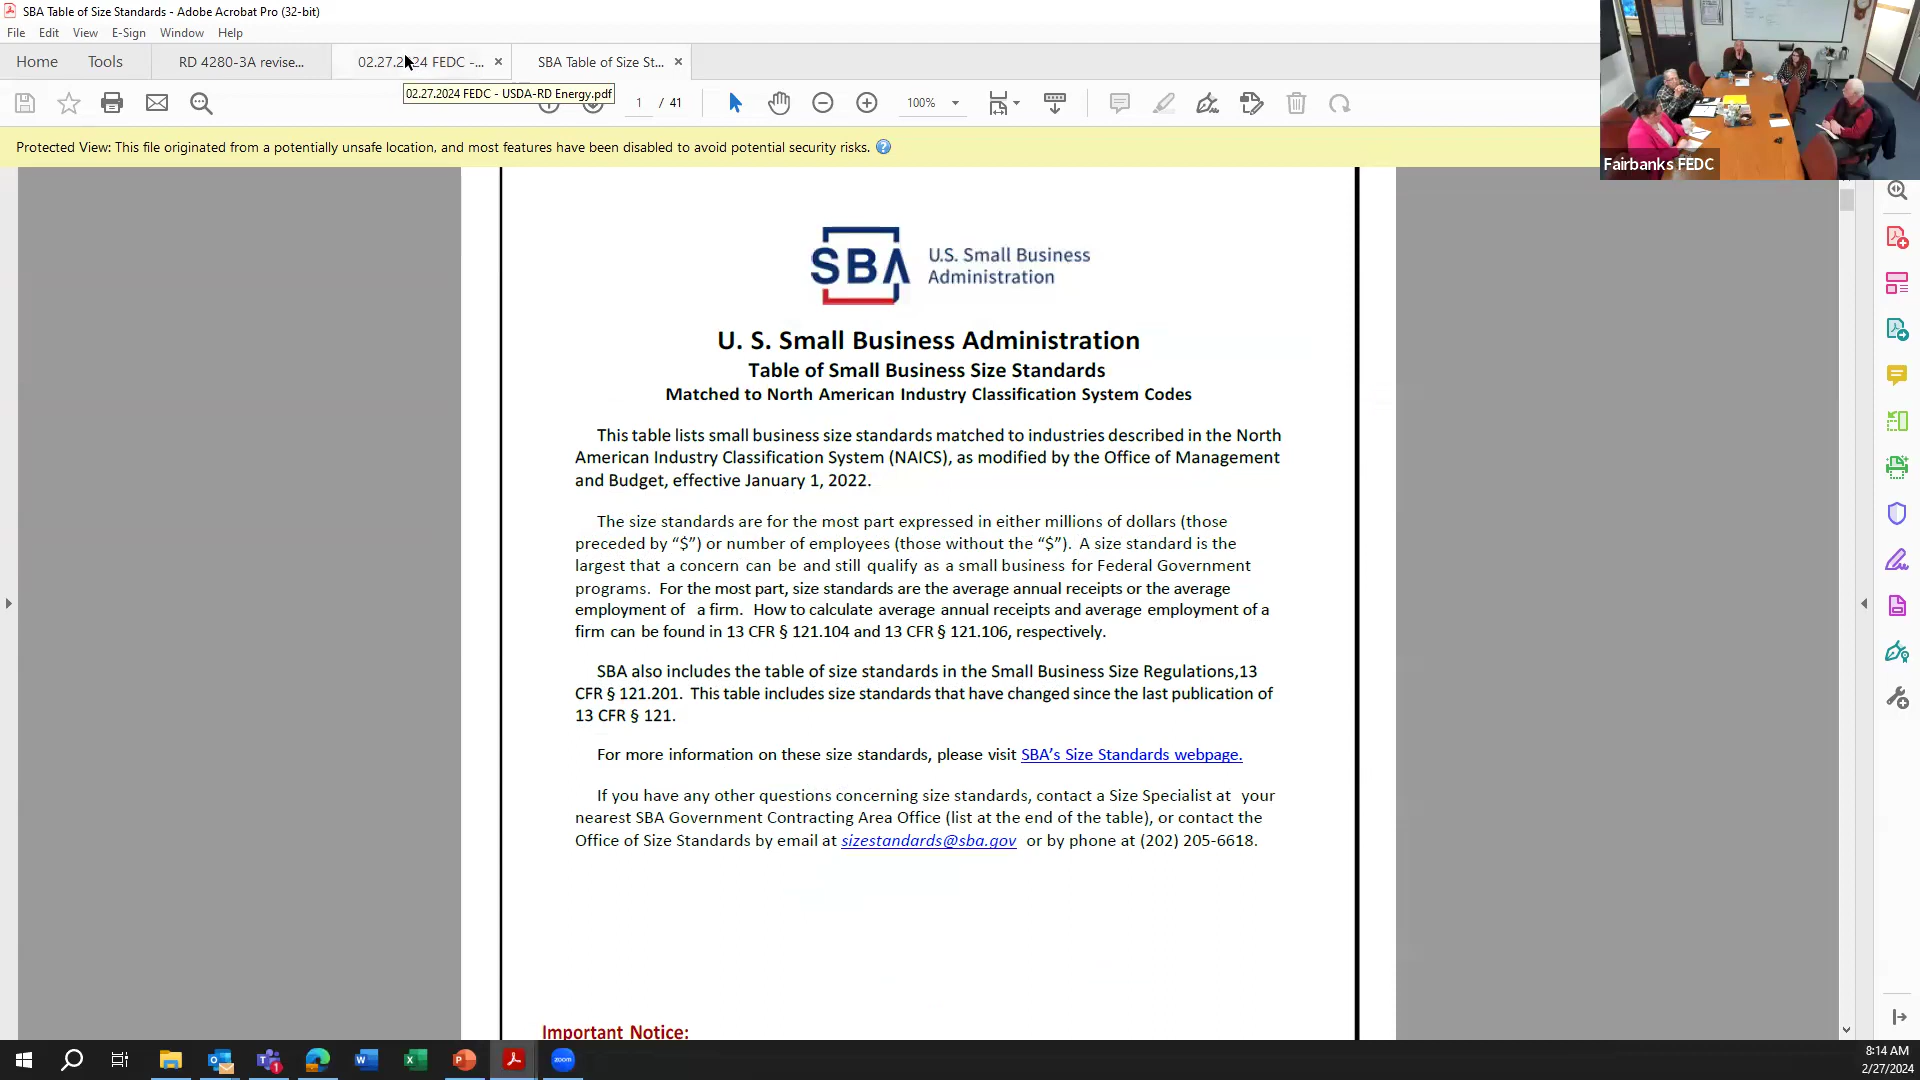 SBA Table of Size Standards - Adobe Acrobat Pro (32-bit)
File Edit View E-Sign Window Help
Home Tools RD 4280-3A revise... 02.27.2024 FEDC -... SBA Table of Size St...
02.27.2024 FEDC - USDA-RD Energy.pdf
1 / 41 100%
Protected View: This file originated from a potentially unsafe location, and most features have been disabled to avoid potential security risks.
Fairbanks FEDC
SBA U.S. Small Business
Administration
U. S. Small Business Administration
Table of Small Business Size Standards
Matched to North American Industry Classification System Codes
This table lists small business size standards matched to industries described in the North
American Industry Classification System (NAICS), as modified by the Office of Management
and Budget, effective January 1, 2022.
The size standards are for the most part expressed in either millions of dollars (those
preceded by “$”) or number of employees (those without the “$”). A size standard is the
largest that a concern can be and still qualify as a small business for Federal Government
programs. For the most part, size standards are the average annual receipts or the average
employment of a firm. How to calculate average annual receipts and average employment of a
firm can be found in 13 CFR § 121.104 and 13 CFR § 121.106, respectively.
SBA also includes the table of size standards in the Small Business Size Regulations,13
CFR § 121.201. This table includes size standards that have changed since the last publication of
13 CFR § 121.
For more information on these size standards, please visit SBA’s Size Standards webpage.
If you have any other questions concerning size standards, contact a Size Specialist at your
nearest SBA Government Contracting Area Office (list at the end of the table), or contact the
Office of Size Standards by email at sizestandards@sba.gov or by phone at (202) 205-6618.
Important Notice:
zoom
8:14 AM
2/27/2024